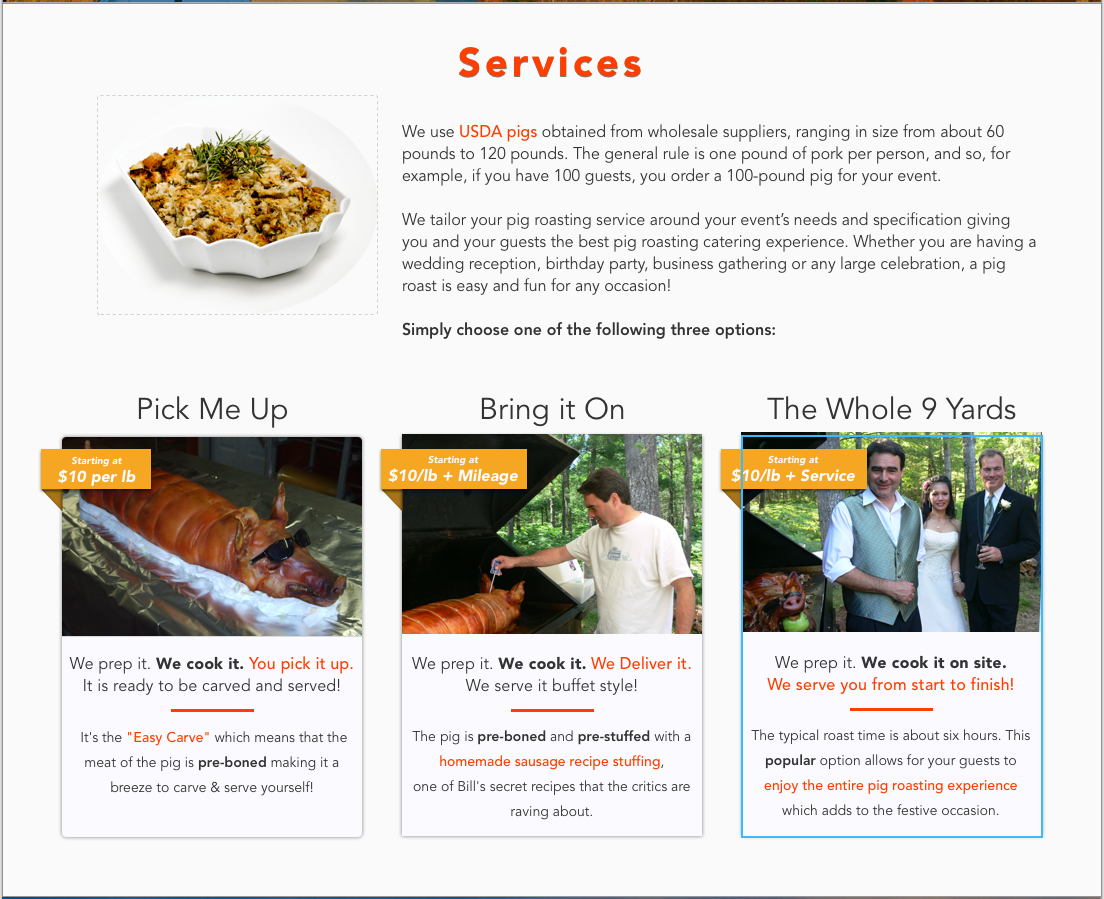 Services
We use USDA pigs obtained from wholesale suppliers, ranging in size from about 60
pounds to 120 pounds. The general rule is one pound of pork per person, and so, for
example, if you have 100 guests, you order a 100-pound pig for your event.
We tailor your pig roasting service around your event’s needs and specification giving
you and your guests the best pig roasting catering experience. Whether you are having a
wedding reception, birthday party, business gathering or any large celebration, a pig
roast is easy and fun for any occasion!
Simply choose one of the following three options:
Pick Me Up
Starting at
$10 per lb
We prep it. We cook it. You pick it up.
It is ready to be carved and served!
It's the "Easy Carve" which means that the
meat of the pig is pre-boned making it a
breeze to carve & serve yourself!
Bring it On
Starting at
$10/lb + Mileage
We prep it. We cook it. We Deliver it.
We serve it buffet style!
The pig is pre-boned and pre-stuffed with a
homemade sausage recipe stuffing,
one of Bill's secret recipes that the critics are
raving about.
The Whole 9 Yards
Starting at
$10/lb + Service
We prep it. We cook it on site.
We serve you from start to finish!
The typical roast time is about six hours. This
popular option allows for your guests to
enjoy the entire pig roasting experience
which adds to the festive occasion.